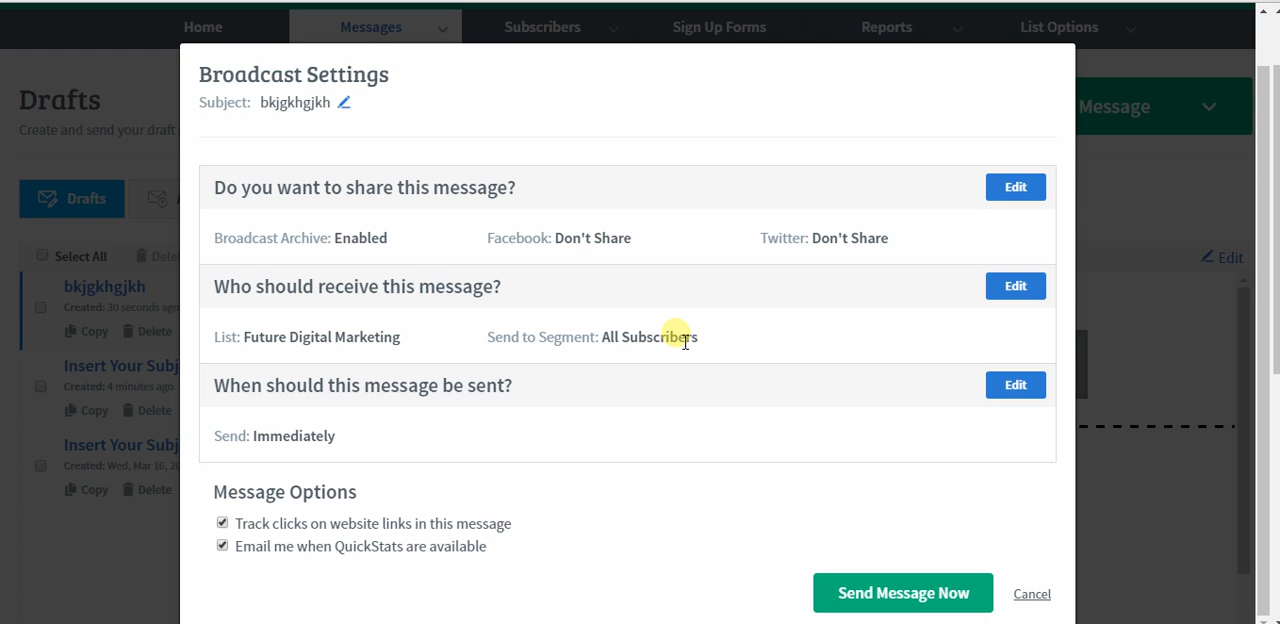 Home Messages Subscribers Sign Up Forms Reports List Options
Drafts
Create and send your draft
Message
Drafts
Select All
Edit
bkjgkhgjkh
Created: 30 seconds ago
Copy Delete
Insert Your Subj
Created: 4 minutes ago
Copy Delete
Insert Your Subj
Created: Wed, Mar 16, 20
Copy Delete
Broadcast Settings
Subject: bkjgkhgjkh
Do you want to share this message? Edit
Broadcast Archive: Enabled Facebook: Don't Share Twitter: Don't Share
Who should receive this message? Edit
List: Future Digital Marketing Send to Segment: All Subscribers
When should this message be sent? Edit
Send: Immediately
Message Options
Track clicks on website links in this message
Email me when QuickStats are available
Send Message Now Cancel